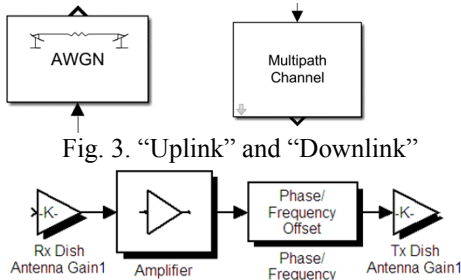 AWGN
Multipath
Channel
Fig. 3. “Uplink” and “Downlink”
-K-
Rx Dish
Antenna Gain1
Amplifier
Phase/
Frequency
Offset
Phase/
Frequency
-K-
Tx Dish
Antenna Gain1